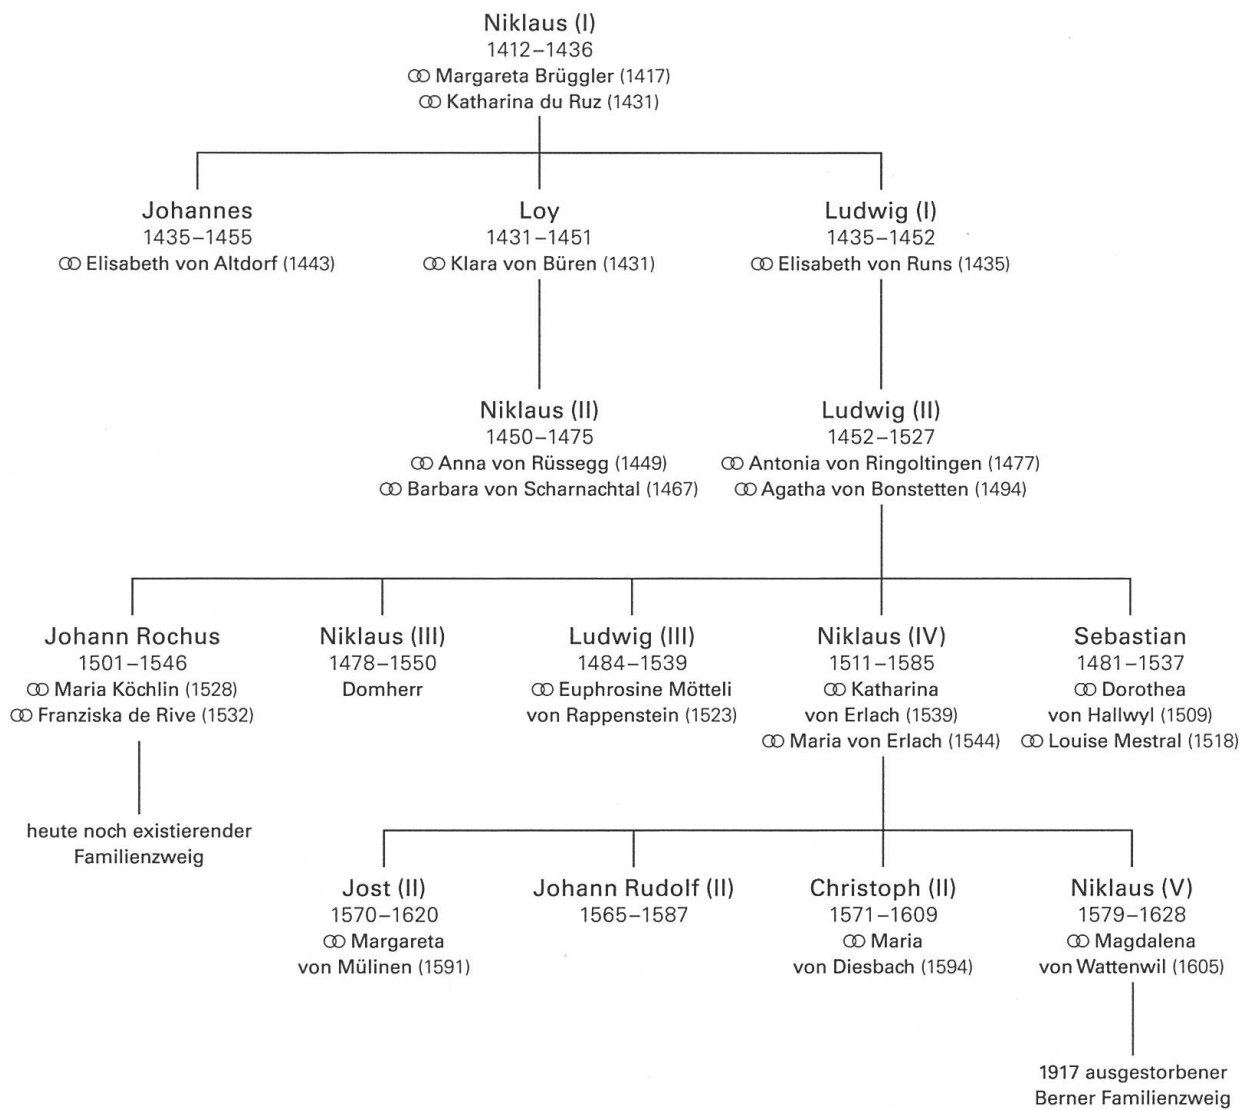 Niklaus (I)
1412–1436
⚭ Margareta Brüggler (1417)
⚭ Katharina du Ruz (1431)
Johannes
1435–1455
⚭ Elisabeth von Altdorf (1443)
Loy
1431–1451
⚭ Klara von Büren (1431)
Ludwig (I)
1435–1452
⚭ Elisabeth von Runs (1435)
Niklaus (II)
1450–1475
⚭ Anna von Rüssegg (1449)
⚭ Barbara von Scharnachtal (1467)
Ludwig (II)
1452–1527
⚭ Antonia von Ringoltingen (1477)
⚭ Agatha von Bonstetten (1494)
Johann Rochus
1501–1546
⚭ Maria Köchlin (1528)
⚭ Franziska de Rive (1532)
heute noch existierender
Familienzweig
Niklaus (III)
1478–1550
Domherr
Ludwig (III)
1484–1539
⚭ Euphrosine Mötteli
von Rappenstein (1523)
Niklaus (IV)
1511–1585
⚭ Katharina
von Erlach (1539)
⚭ Maria von Erlach (1544)
Sebastian
1481–1537
⚭ Dorothea
von Hallwyl (1509)
⚭ Louise Mestral (1518)
Jost (II)
1570–1620
⚭ Margareta
von Mülinen (1591)
Johann Rudolf (II)
1565–1587
Christoph (II)
1571–1609
⚭ Maria
von Diesbach (1594)
Niklaus (V)
1579–1628
⚭ Magdalena
von Wattenwil (1605)
1917 ausgestorbener
Berner Familienzweig